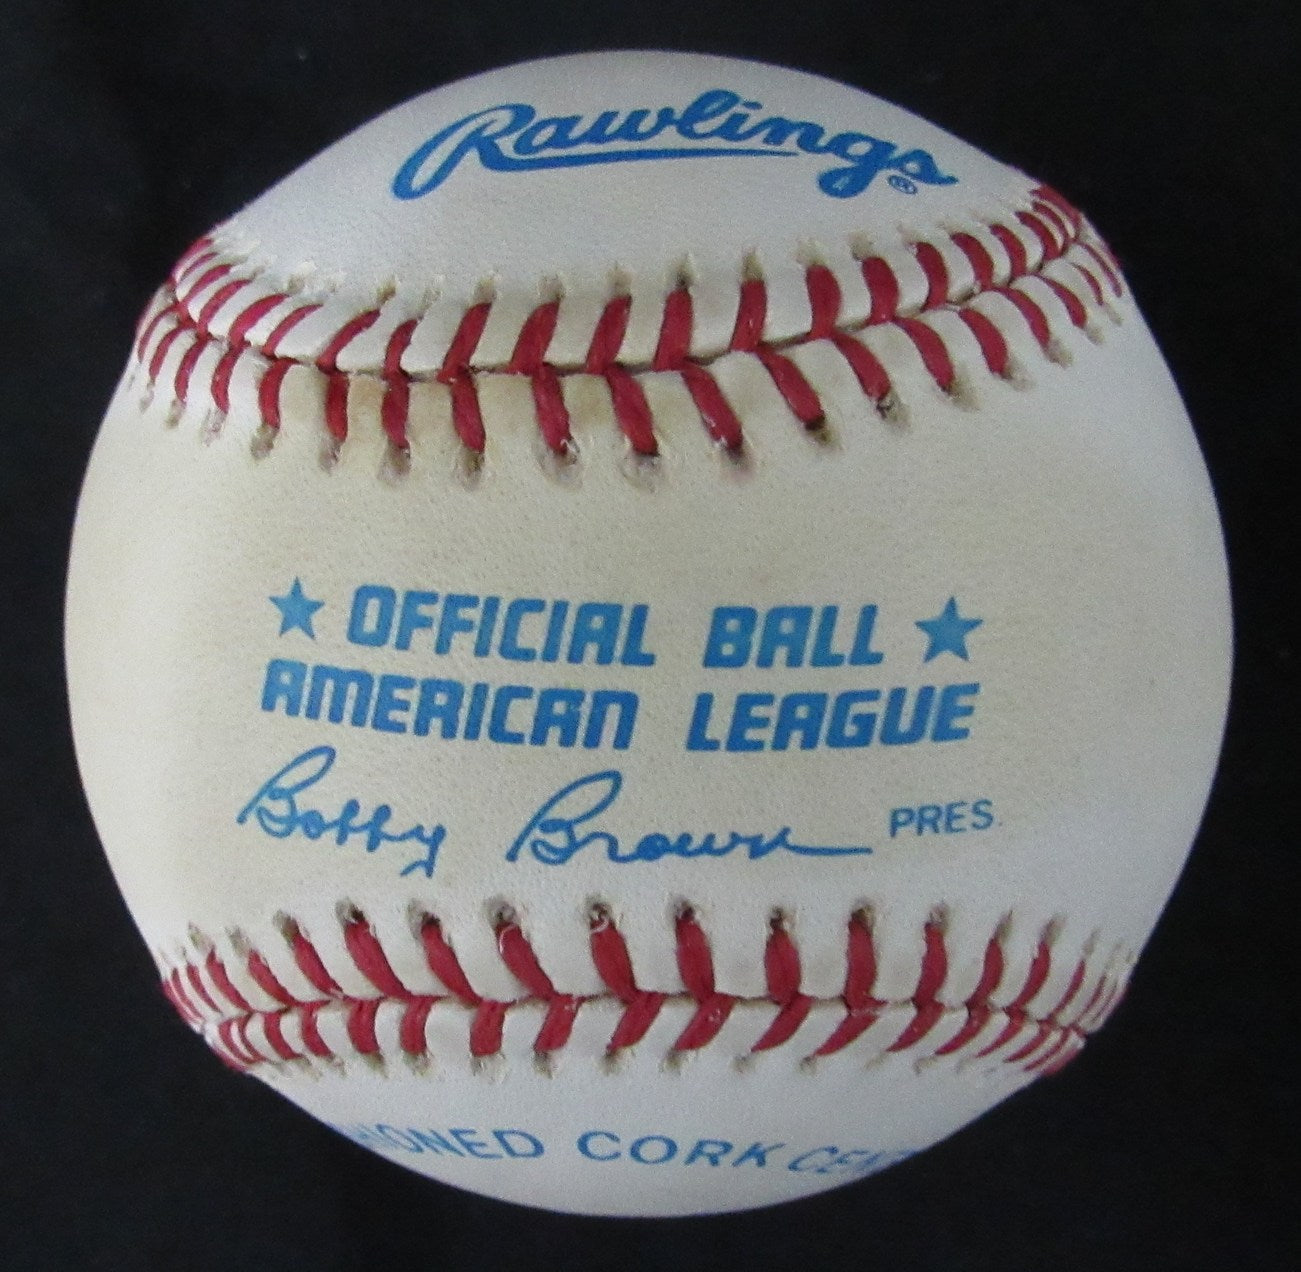 Rawlings®
★ OFFICIAL BALL ★
AMERICAN LEAGUE
Bobby Brown PRES.
CORK